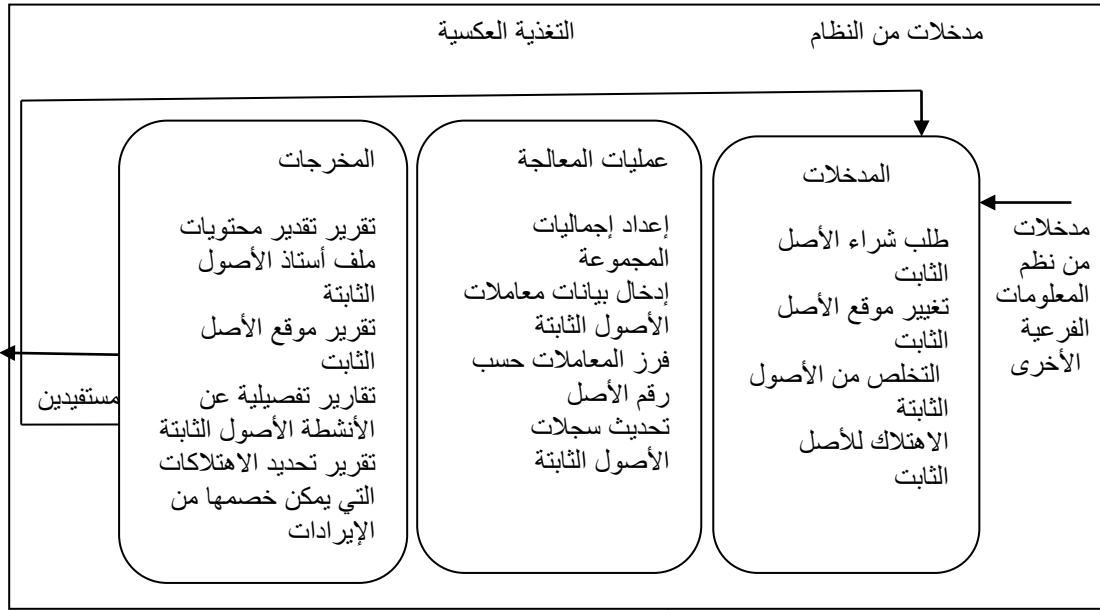 مدخلات من النظام
التغذية العكسية
مدخلات
من نظم
المعلومات
الفرعية
الأخرى
المدخلات
طلب شراء الأصل
الثابت
تغيير موقع الأصل
الثابت
التخلص من الأصول
الثابتة
الاهتلاك للأصل
الثابت
عمليات المعالجة
إعداد إجماليات
المجموعة
إدخال بيانات معاملات
الأصول الثابتة
فرز المعاملات حسب
رقم الأصل
تحديث سجلات
الأصول الثابتة
المخرجات
تقرير تقدير محتويات
ملف أستاذ الأصول
الثابتة
تقرير موقع الأصل
الثابت
تقارير تفصيلية عن
الأنشطة الأصول الثابتة
تقرير تحديد الاهتلاكات
التي يمكن خصمها من
الإيرادات
مستفيدين